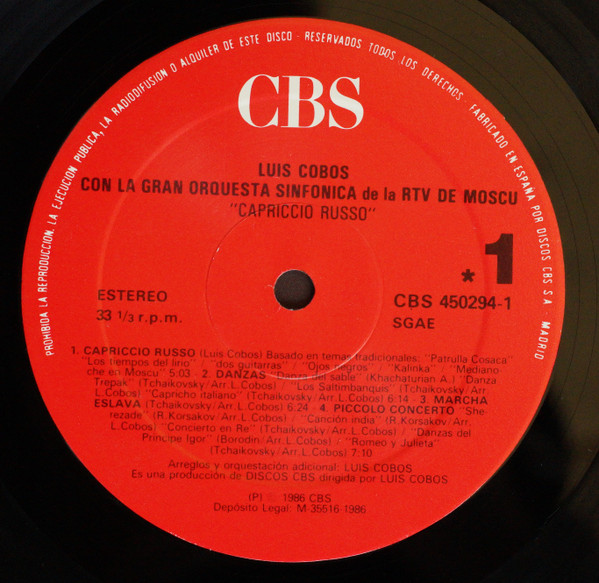 PROHIBIDA LA REPRODUCCION, LA EJECUCION PUBLICA, LA RADIODIFUSION O ALQUILER DE ESTE DISCO - RESERVADOS TODOS LOS DERECHOS - FABRICADO EN ESPAÑA POR DISCOS CBS S.A. MADRID
CBS
LUIS COBOS
CON LA GRAN ORQUESTA SINFONICA de la RTV DE MOSCU
"CAPRICCIO RUSSO"
* 1
ESTEREO
33 1/3 r.p.m.
CBS 450294-1
SGAE
1. CAPRICCIO RUSSO (Luis Cobos) Basado en temas tradicionales: "Patrulla Cosaca"
"Los tiempos del lirio" / "dos guitarras" / "Ojos negros" / "Kalinka" / "Mediano-
che en Moscu" 5:03 - 2. DANZAS "Danza del sable" (Khachaturian A.) "Danza
Trepak" (Tchaikovsky/Arr.L.Cobos) / "Los Saltimbanquis" (Tchaikovsky/Arr.
L.Cobos) "Capricho italiano" (Tchaikovsky/Arr.L.Cobos) 6:14 - 3. MARCHA
ESLAVA (Tchaikovsky/Arr.L.Cobos) 6:24 - 4. PICCOLO CONCERTO "She-
rezade" (R.Korsakov/Arr.L.Cobos) / "Canción india" (R.Korsakov/Arr.
L.Cobos) "Concierto en Re" (Tchaikovsky/Arr.L.Cobos) / "Danzas del
Principe Igor" (Borodin/Arr.L.Cobos) / "Romeo y Julieta"
(Tchaikovsky/Arr.L.Cobos) 7:10
Arreglos y orquestación adicional: LUIS COBOS
Es una producción de DISCOS CBS dirigida por LUIS COBOS
(P) 1986 CBS
Depósito Legal: M-35516-1986